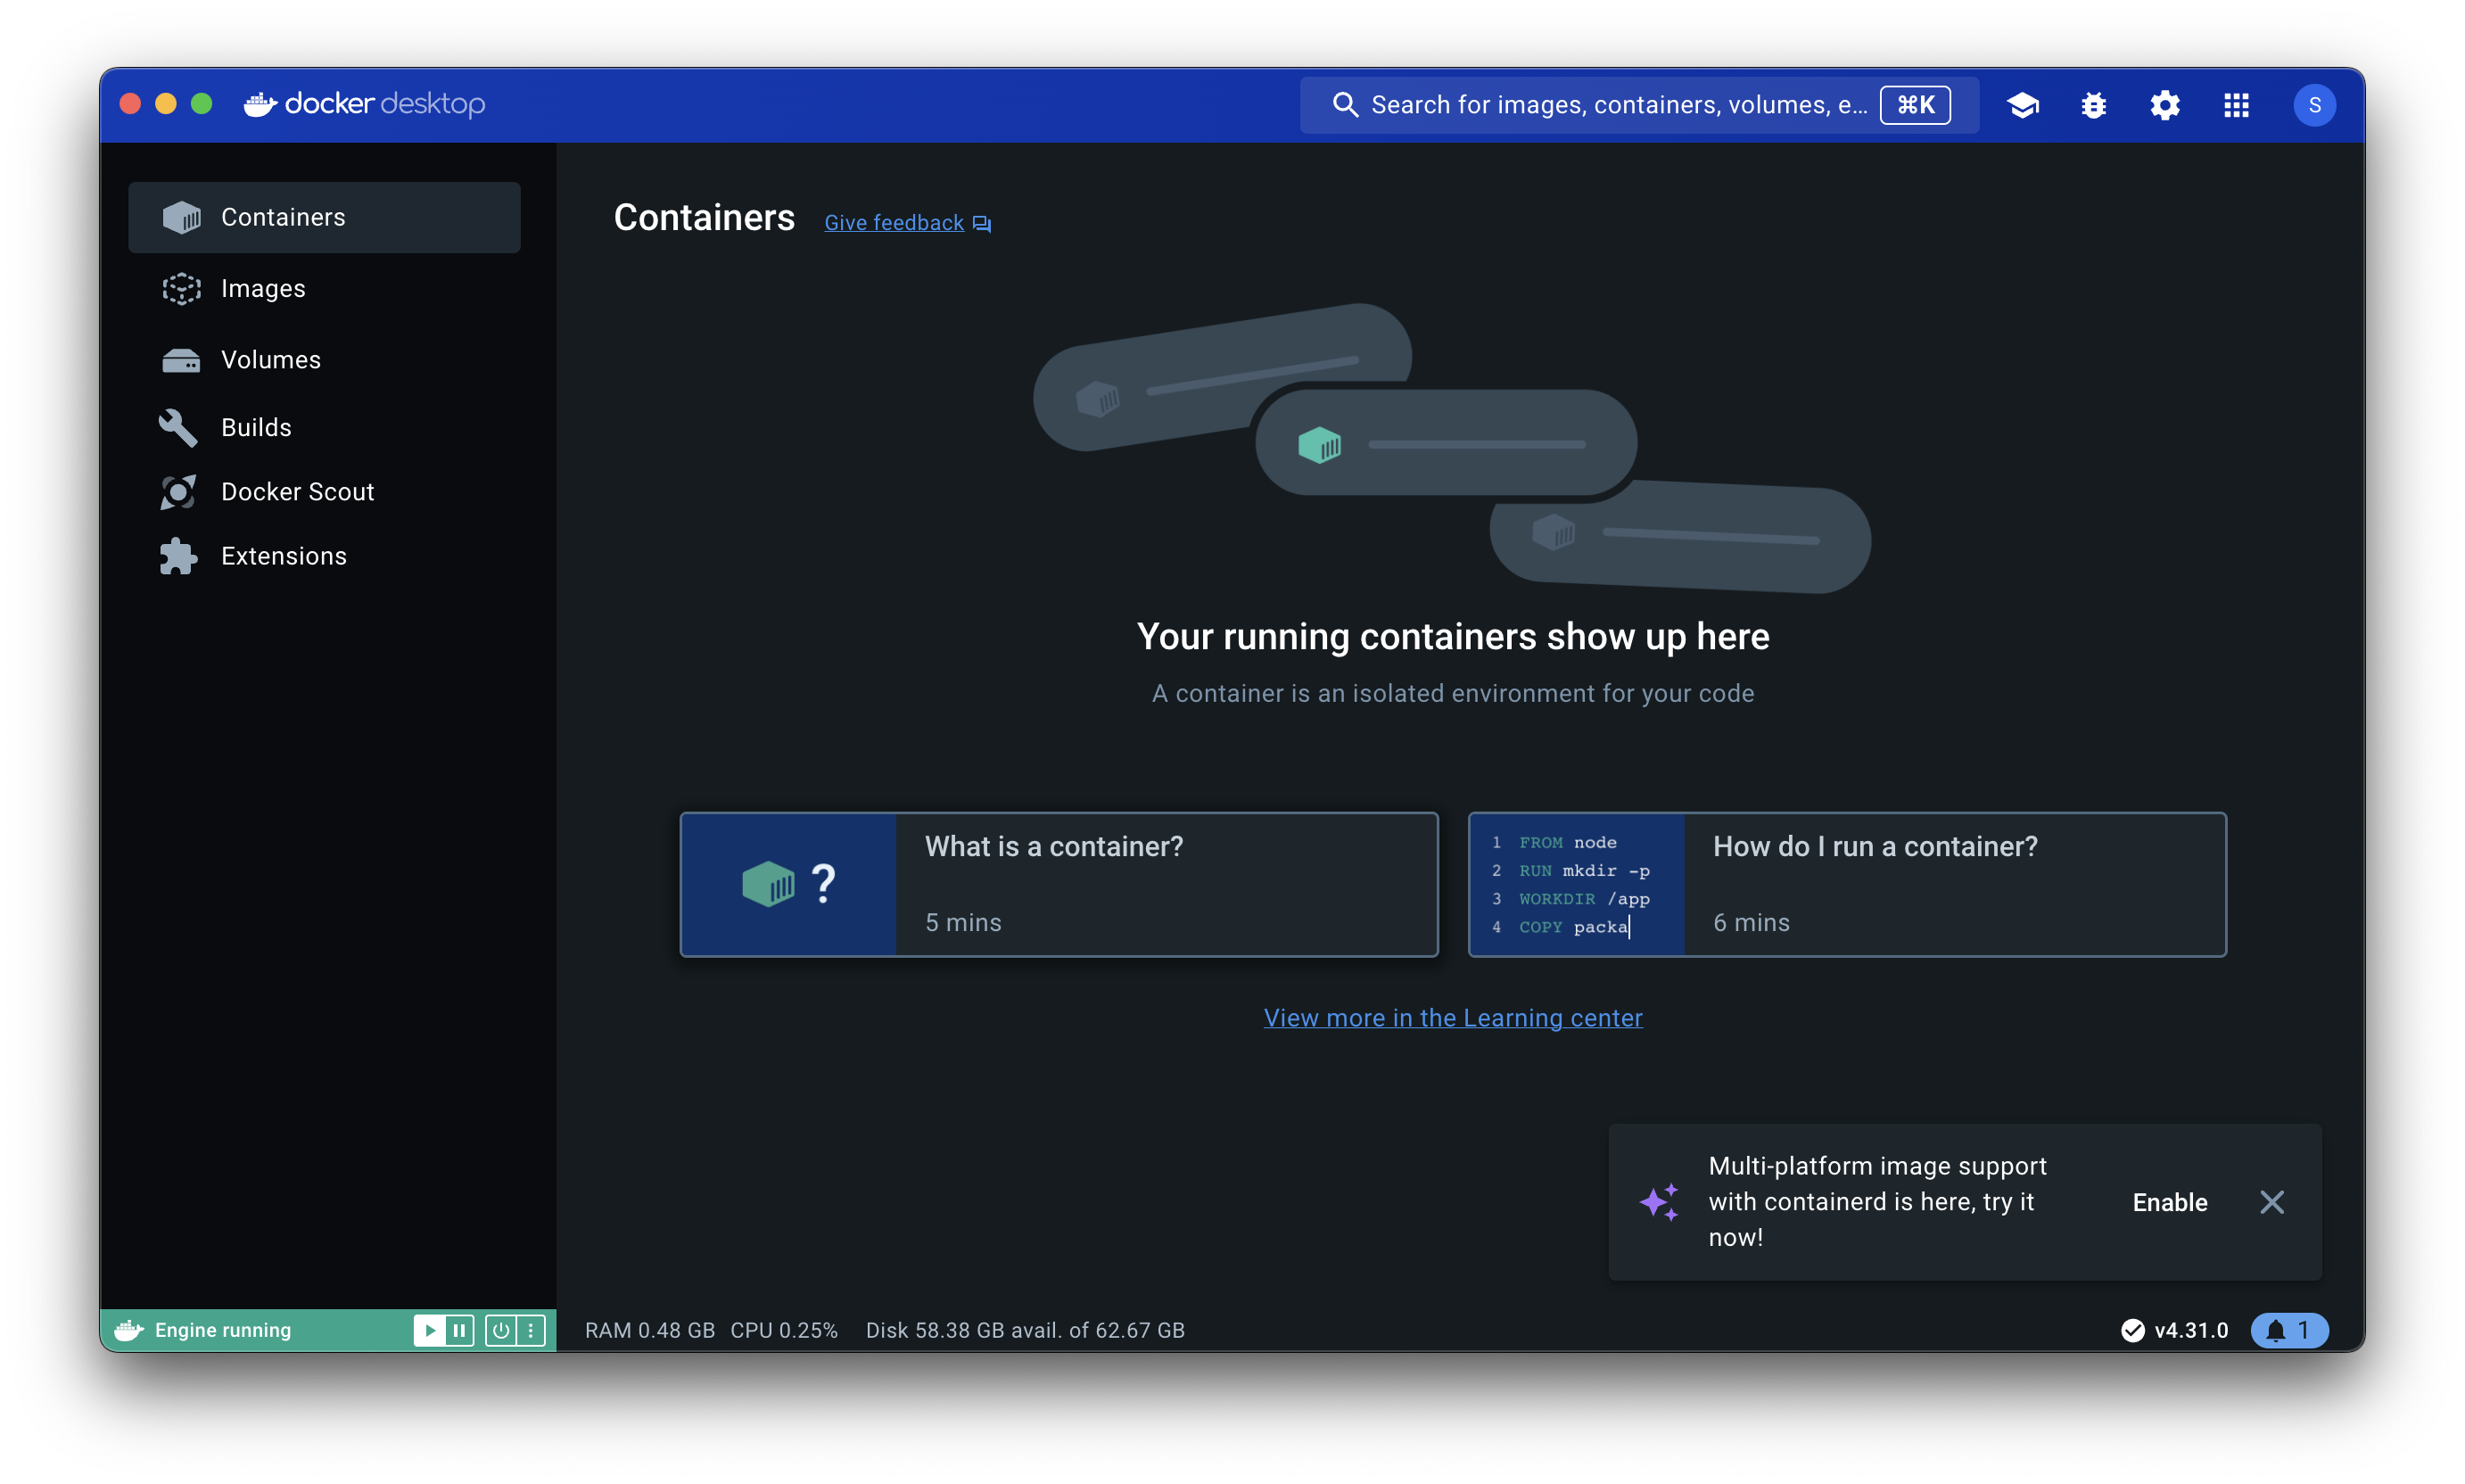 docker desktop
Search for images, containers, volumes, e... ⌘K
S
Containers
Images
Volumes
Builds
Docker Scout
Extensions
Containers Give feedback
Your running containers show up here
A container is an isolated environment for your code
?
What is a container?
5 mins
1 FROM node
2 RUN mkdir -p
3 WORKDIR /app
4 COPY packa
How do I run a container?
6 mins
View more in the Learning center
Multi-platform image support
with containerd is here, try it
now!
Enable
Engine running
RAM 0.48 GB CPU 0.25% Disk 58.38 GB avail. of 62.67 GB
v4.31.0
1